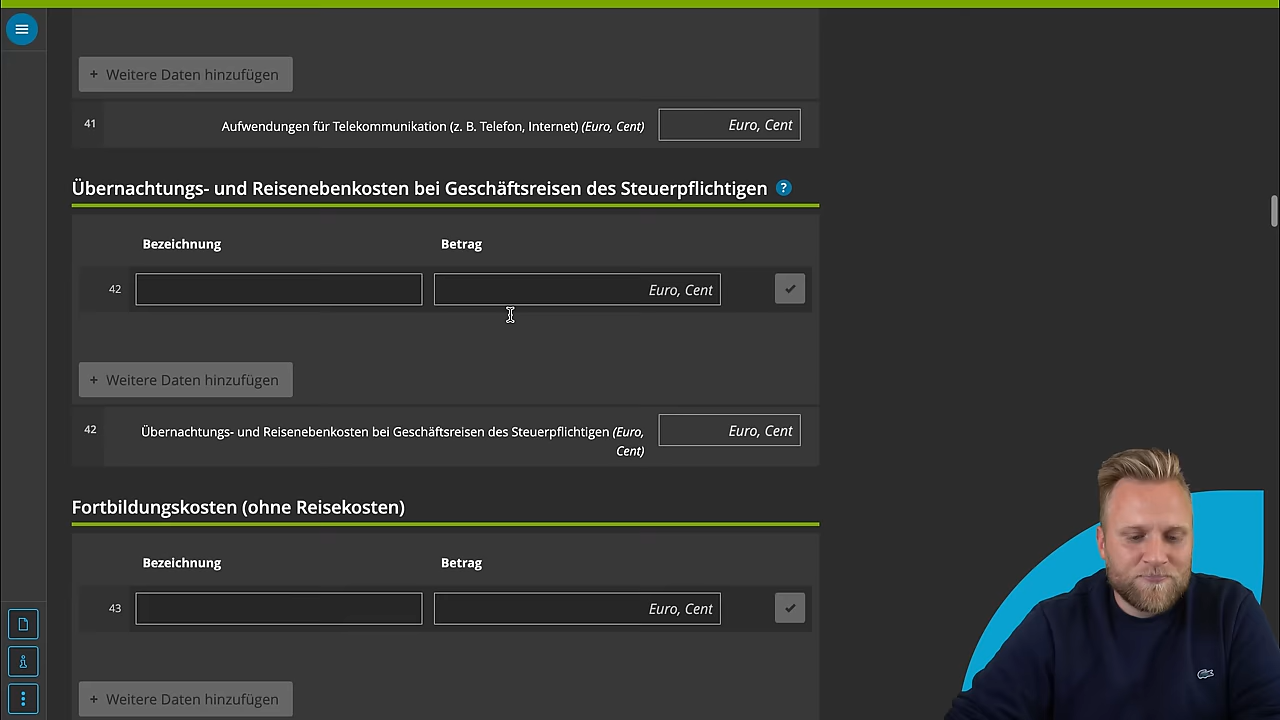 + Weitere Daten hinzufügen
41 Aufwendungen für Telekommunikation (z. B. Telefon, Internet) (Euro, Cent) Euro, Cent
Übernachtungs- und Reisenebenkosten bei Geschäftsreisen des Steuerpflichtigen ?
Bezeichnung Betrag
42 Euro, Cent
+ Weitere Daten hinzufügen
42 Übernachtungs- und Reisenebenkosten bei Geschäftsreisen des Steuerpflichtigen (Euro, Euro, Cent
Cent)
Fortbildungskosten (ohne Reisekosten)
Bezeichnung Betrag
43 Euro, Cent
+ Weitere Daten hinzufügen